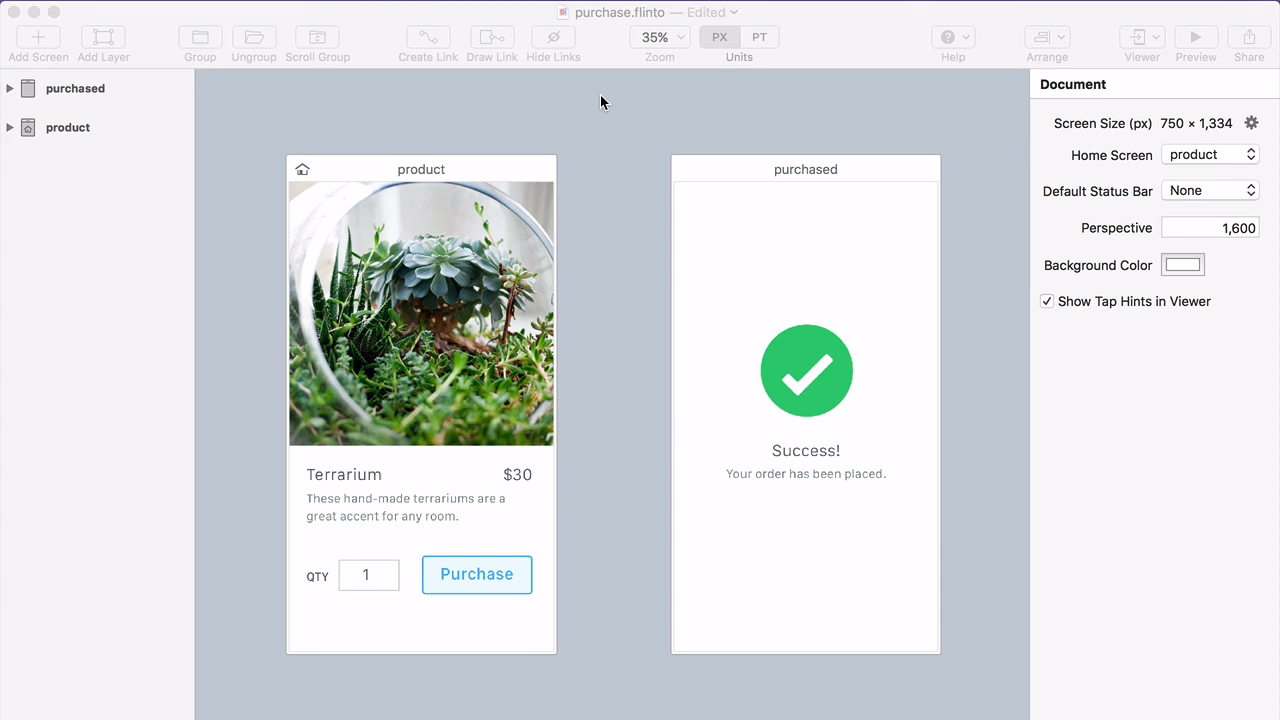 purchase.flinto — Edited
Add Screen Add Layer Group Ungroup Scroll Group Create Link Draw Link Hide Links 35% Zoom PX PT Units Help Arrange Viewer Preview Share
purchased
product
product
Terrarium $30
These hand-made terrariums are a
great accent for any room.
QTY 1 Purchase
purchased
Success!
Your order has been placed.
Document
Screen Size (px) 750 × 1,334
Home Screen product
Default Status Bar None
Perspective 1,600
Background Color
Show Tap Hints in Viewer